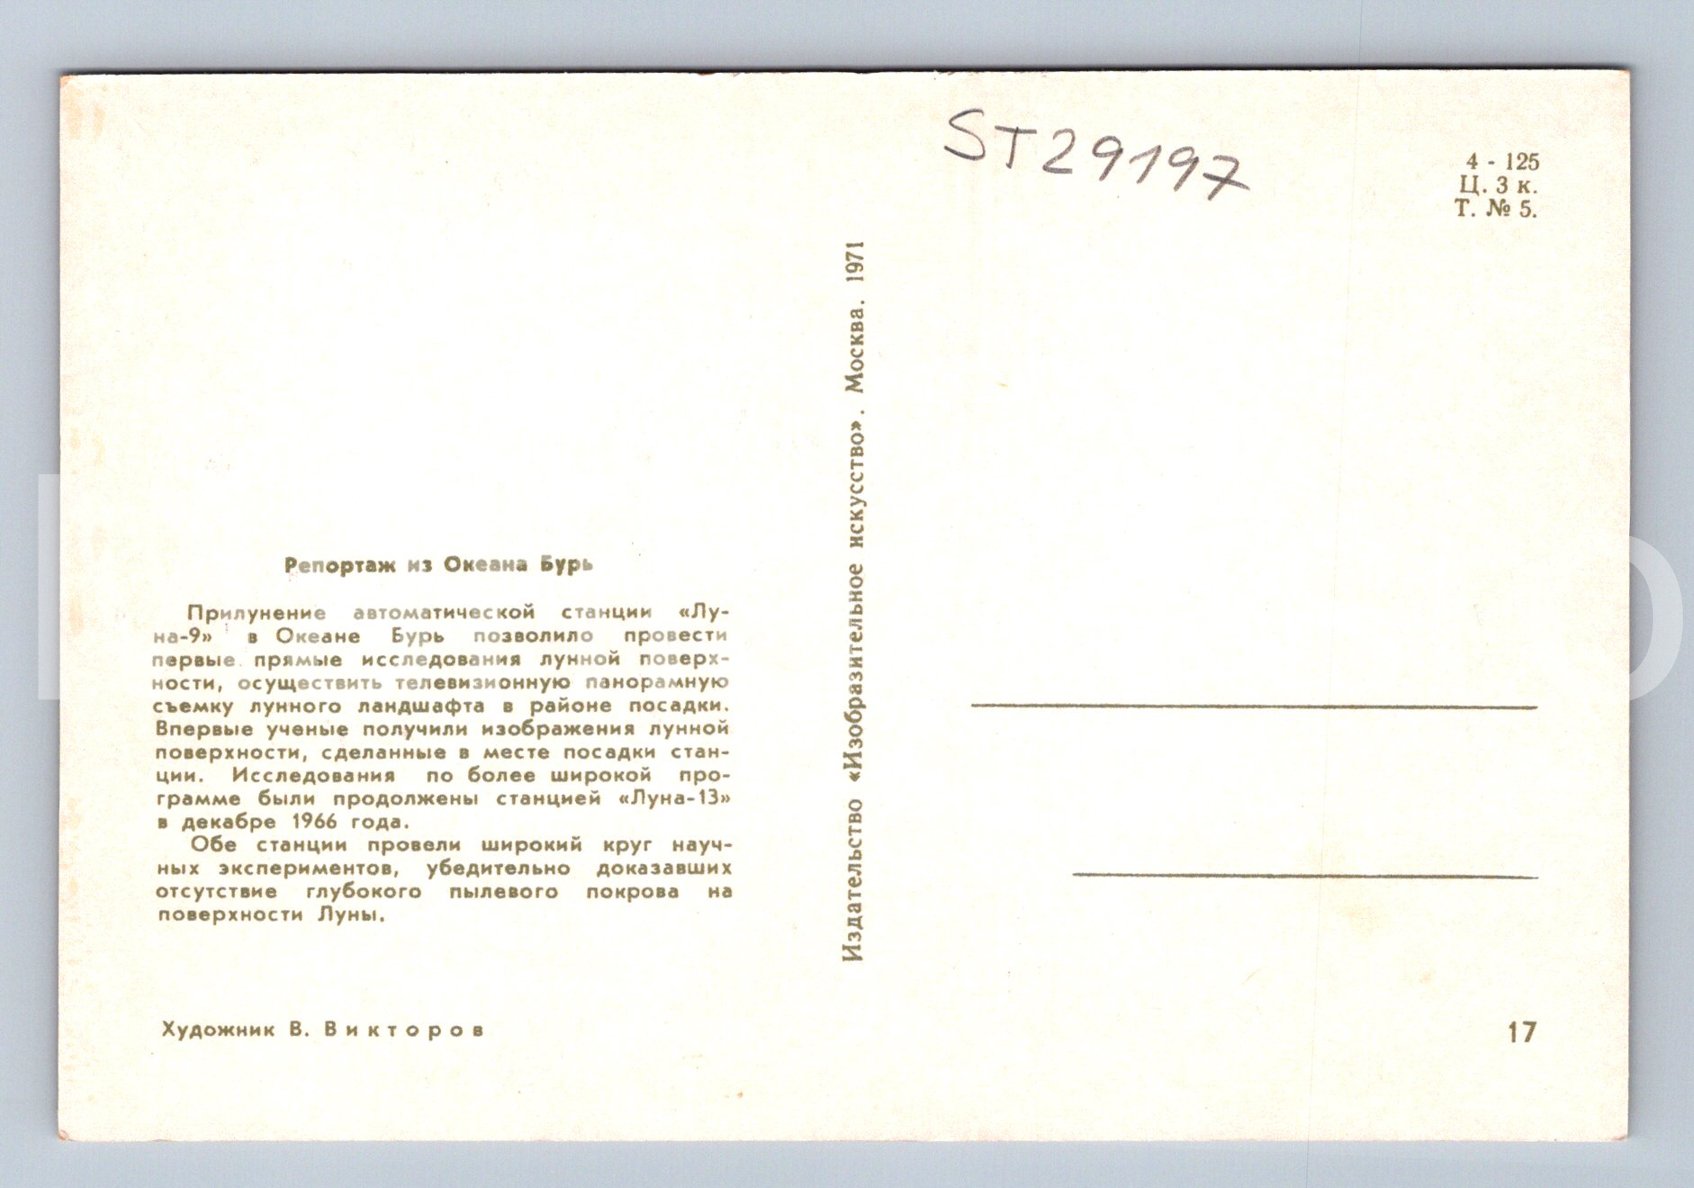 ST29197
4 - 125
Ц. 3 к.
Т. № 5.
Репортаж из Океана Бурь
Прилунение автоматической станции «Лу-
на-9» в Океане Бурь позволило провести
первые прямые исследования лунной поверх-
ности, осуществить телевизионную панорамную
съемку лунного ландшафта в районе посадки.
Впервые ученые получили изображения лунной
поверхности, сделанные в месте посадки стан-
ции. Исследования по более широкой про-
грамме были продолжены станцией «Луна-13»
в декабре 1966 года.
Обе станции провели широкий круг науч-
ных экспериментов, убедительно доказавших
отсутствие глубокого пылевого покрова на
поверхности Луны.
Художник В. Викторов
Издательство «Изобразительное искусство». Москва. 1971
17